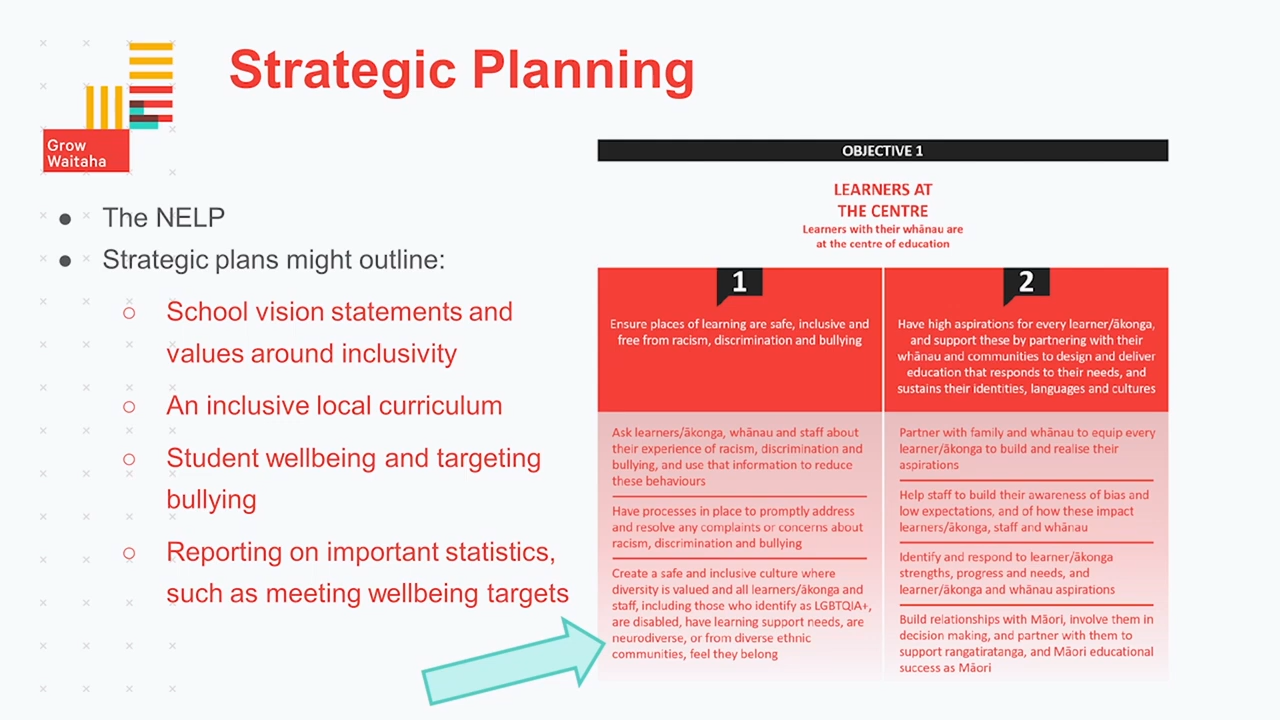 Strategic Planning
Grow
Waitaha
● The NELP
● Strategic plans might outline:
○ School vision statements and
values around inclusivity
○ An inclusive local curriculum
○ Student wellbeing and targeting
bullying
○ Reporting on important statistics,
such as meeting wellbeing targets
OBJECTIVE 1
LEARNERS AT
THE CENTRE
Learners with their whānau are
at the centre of education
1
Ensure places of learning are safe, inclusive and
free from racism, discrimination and bullying
Ask learners/ākonga, whānau and staff about
their experience of racism, discrimination and
bullying, and use that information to reduce
these behaviours
Have processes in place to promptly address
and resolve any complaints or concerns about
racism, discrimination and bullying
Create a safe and inclusive culture where
diversity is valued and all learners/ākonga and
staff, including those who identify as LGBTQIA+,
are disabled, have learning support needs, are
neurodiverse, or from diverse ethnic
communities, feel they belong
2
Have high aspirations for every learner/ākonga,
and support these by partnering with their
whānau and communities to design and deliver
education that responds to their needs, and
sustains their identities, languages and cultures
Partner with family and whānau to equip every
learner/ākonga to build and realise their
aspirations
Help staff to build their awareness of bias and
low expectations, and of how these impact
learners/ākonga, staff and whānau
Identify and respond to learner/ākonga
strengths, progress and needs, and
learner/ākonga and whānau aspirations
Build relationships with Māori, involve them in
decision making, and partner with them to
support rangatiratanga, and Māori educational
success as Māori